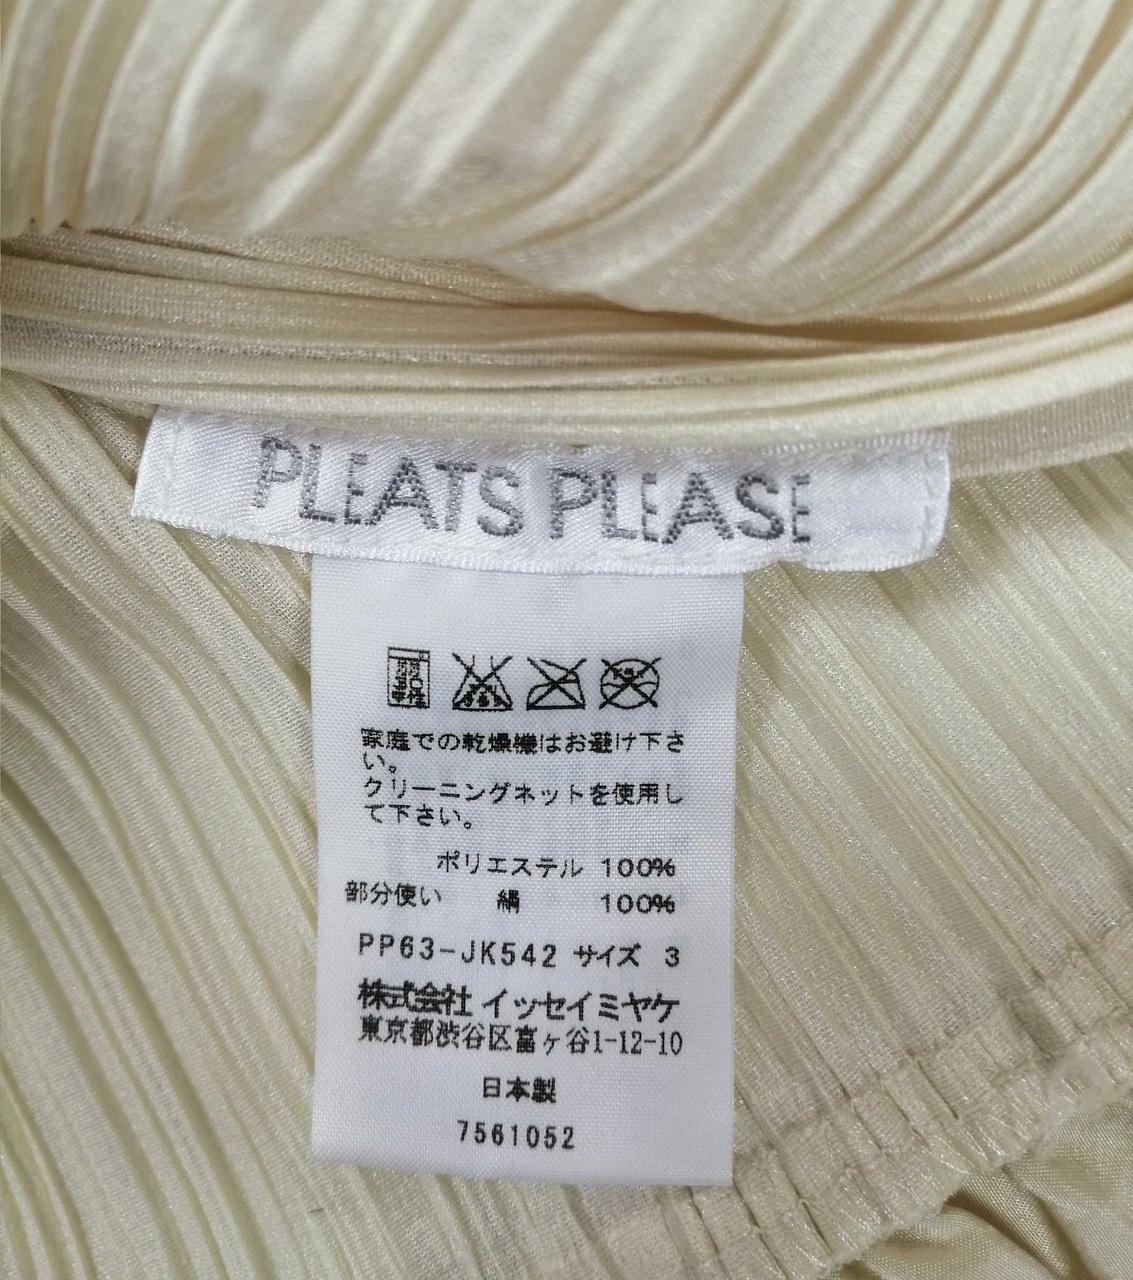 PLEATS PLEASE
家庭での乾燥機はお避け下さ
い。
クリーニングネットを使用し
て下さい。
ポリエステル 100%
部分使い 絹 100%
PP63-JK542 サイズ 3
株式会社 イッセイミヤケ
東京都渋谷区富ヶ谷1-12-10
日本製
7561052